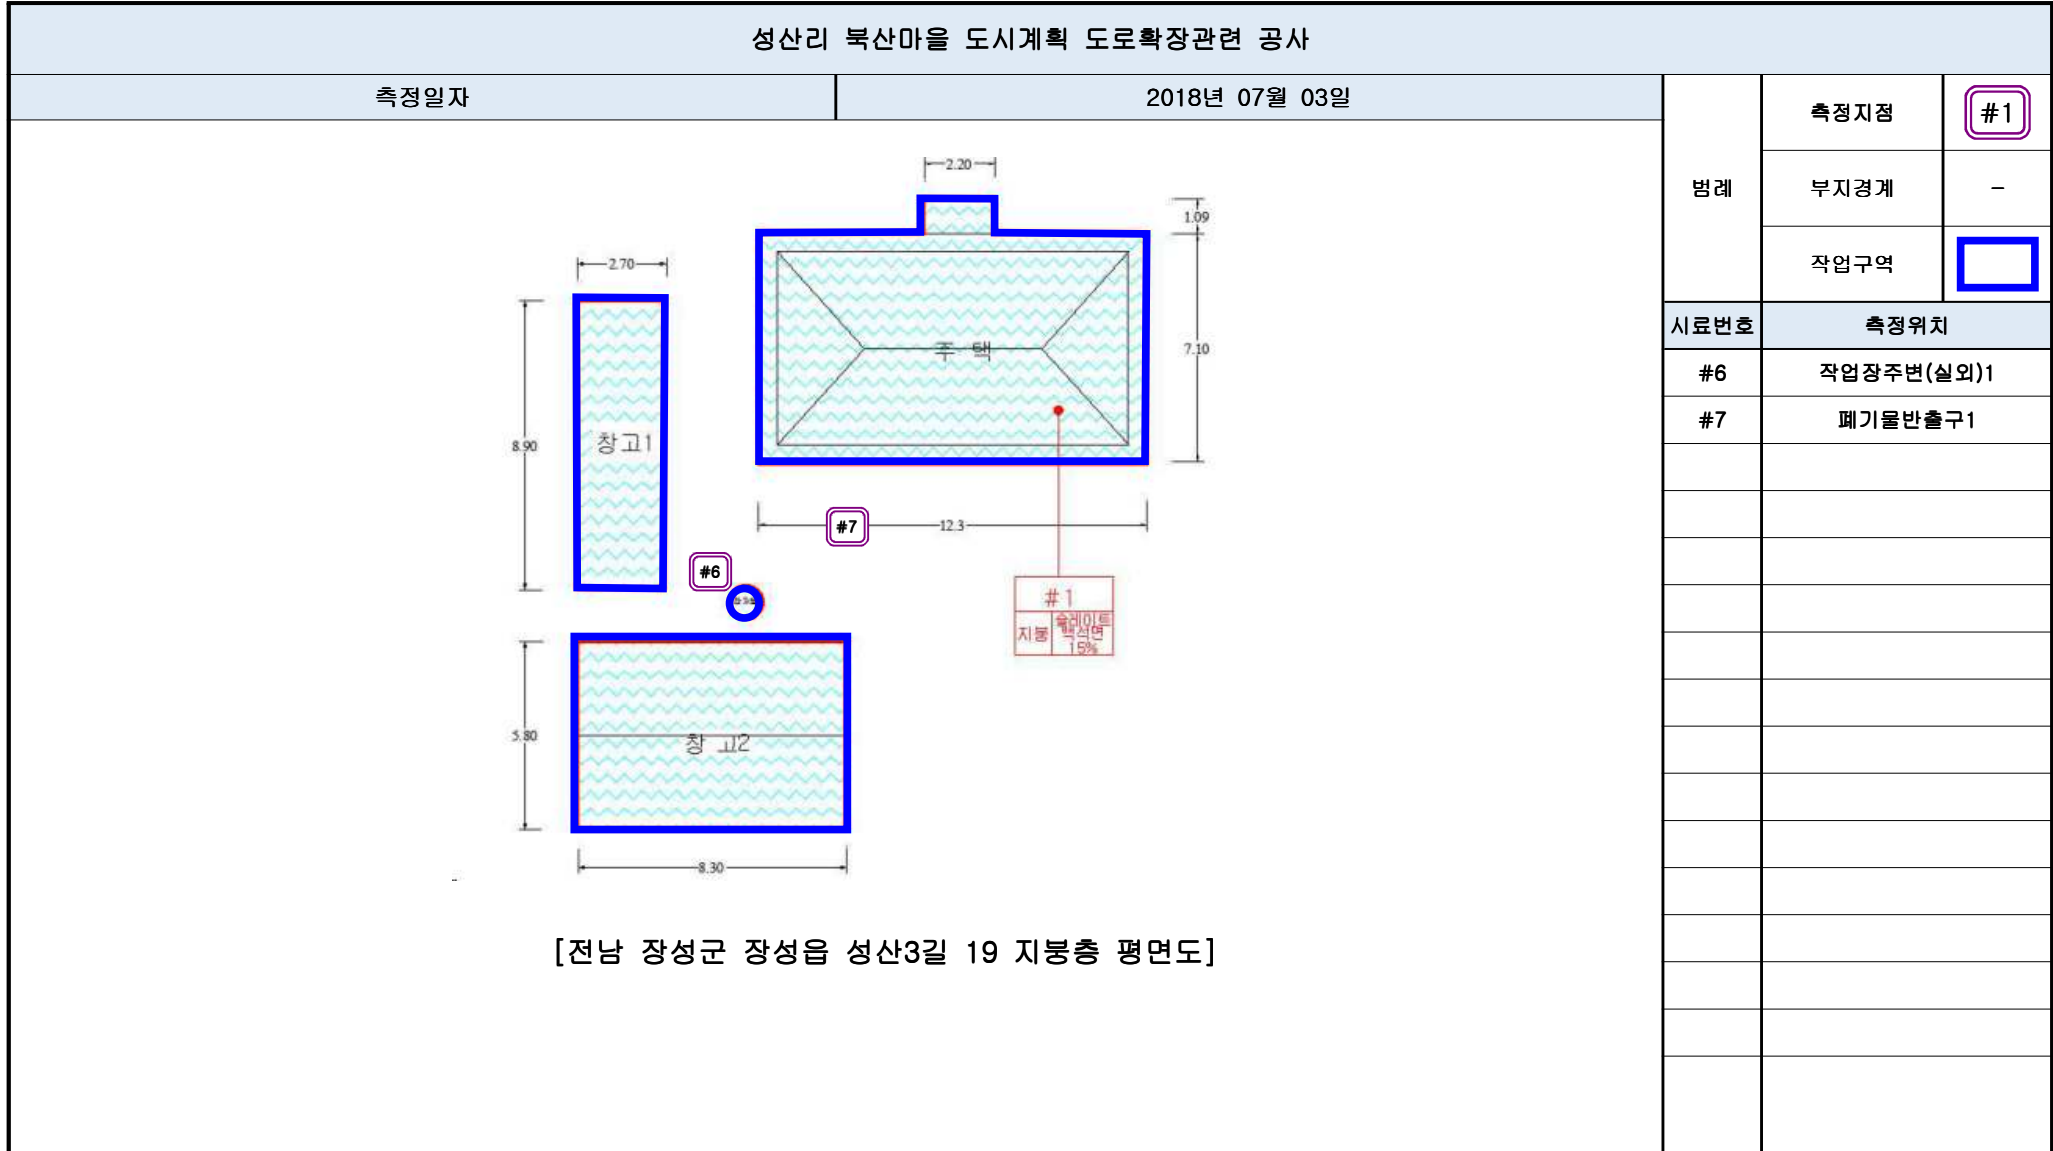 성산리 북산마을 도시계획 도로확장관련 공사
측정일자
2018년 07월 03일
범례
측정지점
#1
부지경계
-
작업구역
시료번호
측정위치
#6
작업장주변(실외)1
#7
폐기물반출구1
2.20
1.09
2.70
주 택
7.10
8.90
창고1
#7
12.3
#6
#1
지붕
슬레이트
백석면
15%
5.80
창 고2
8.30
[전남 장성군 장성읍 성산3길 19 지붕층 평면도]